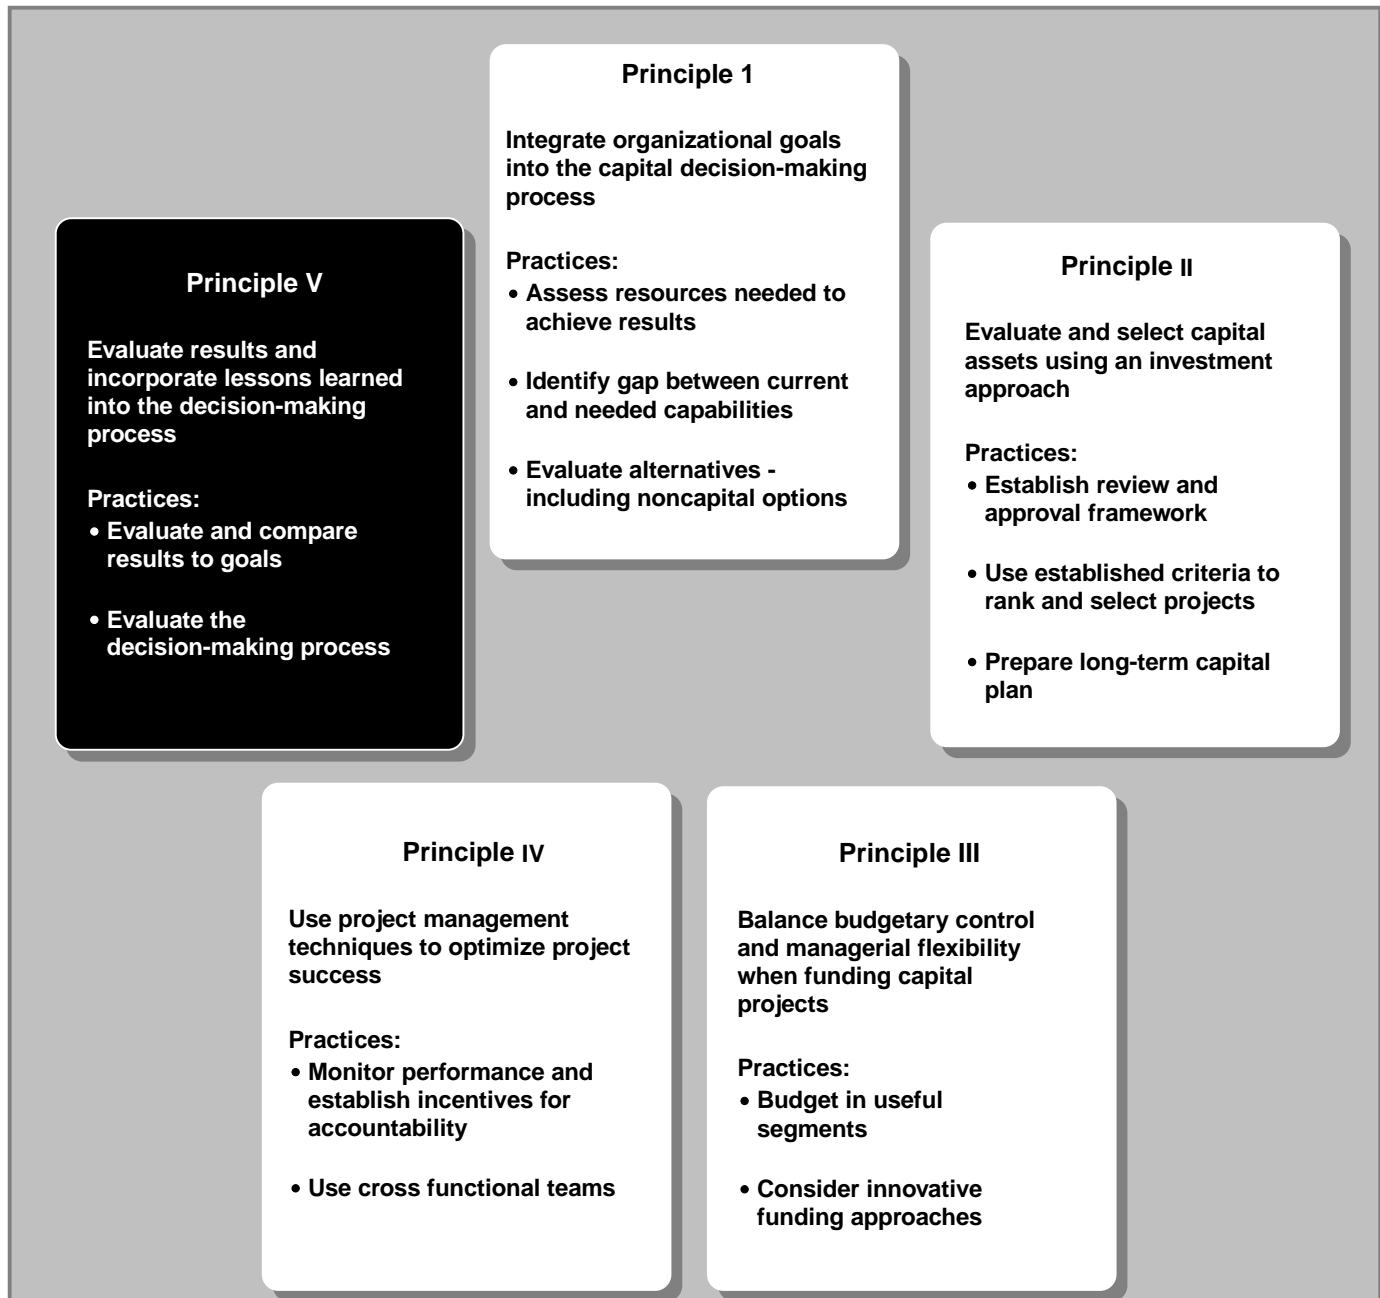 Principle 1
Integrate organizational goals
into the capital decision-making
process
Practices:
• Assess resources needed to
achieve results
• Identify gap between current
and needed capabilities
• Evaluate alternatives -
including noncapital options
Principle II
Evaluate and select capital
assets using an investment
approach
Practices:
• Establish review and
approval framework
• Use established criteria to
rank and select projects
• Prepare long-term capital
plan
Principle III
Balance budgetary control
and managerial flexibility
when funding capital
projects
Practices:
• Budget in useful
segments
• Consider innovative
funding approaches
Principle IV
Use project management
techniques to optimize project
success
Practices:
• Monitor performance and
establish incentives for
accountability
• Use cross functional teams
Principle V
Evaluate results and
incorporate lessons learned
into the decision-making
process
Practices:
• Evaluate and compare
results to goals
• Evaluate the
decision-making process